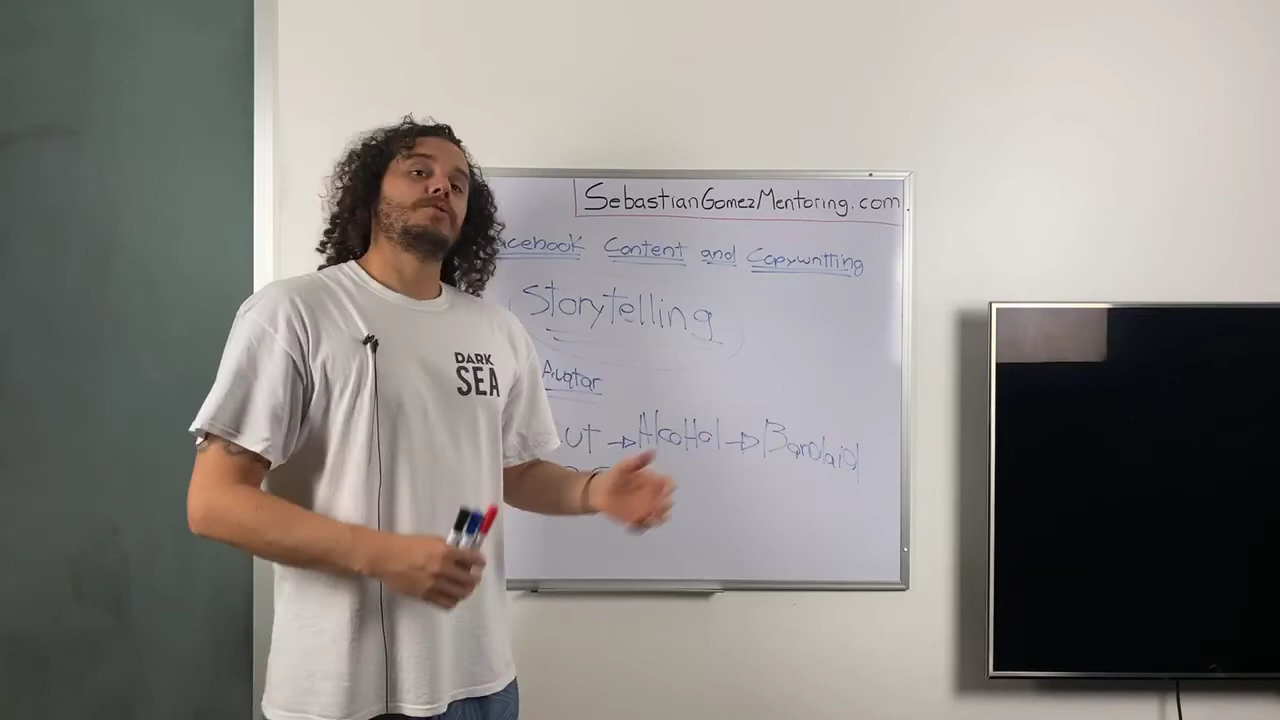 SebastianGomezMentoring.com
acebook Content and Copywritting
Storytelling
Avatar
ut → Alcohol → Bandaid
DARK
SEA